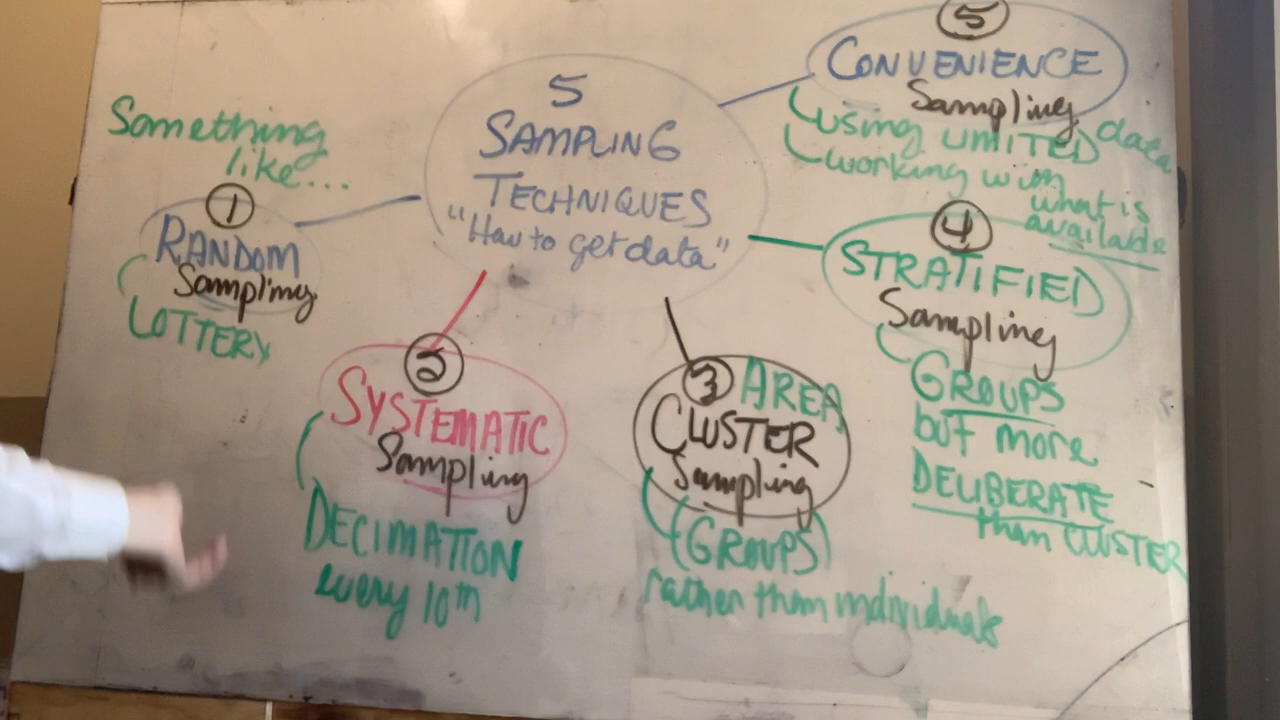 5
SAMPLING
TECHNIQUES
"How to get data"
Something
like...
1
RANDOM
Sampling
LOTTERY
2
SYSTEMATIC
Sampling
DECIMATION
every 10th
3 AREA
CLUSTER
Sampling
(GROUPS)
rather than individuals
4
STRATIFIED
Sampling
GROUPS
but more
DELIBERATE
than CLUSTER
5
CONVENIENCE
Sampling
using LIMITED data
working with
what is
available